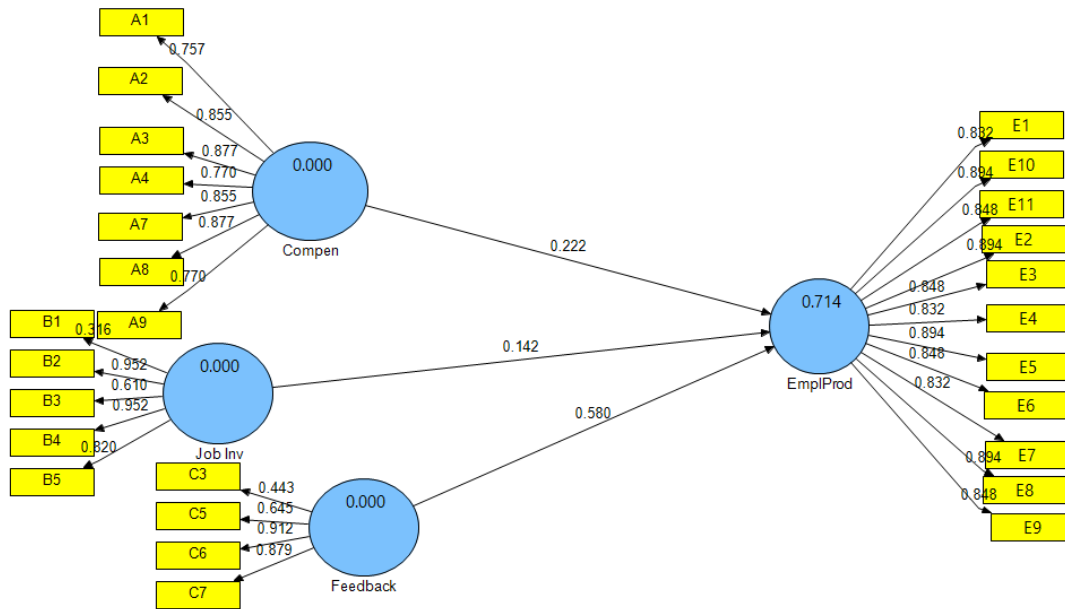 A1
0.757
A2
0.855
A3
0.877
A4
0.770
0.855
A7
0.877
A8
0.770
A9
0.000
Compen
B1
0.316
B2
0.952
B3
0.610
B4
0.952
B5
0.820
0.000
Job Inv
C3
0.443
C5
0.645
C6
0.912
C7
0.879
0.000
Feedback
0.222
0.142
0.580
0.714
EmplProd
0.832
E1
0.894
E10
0.848
E11
0.894
E2
0.848
E3
0.832
E4
0.894
E5
0.848
E6
0.832
E7
0.894
E8
0.848
E9